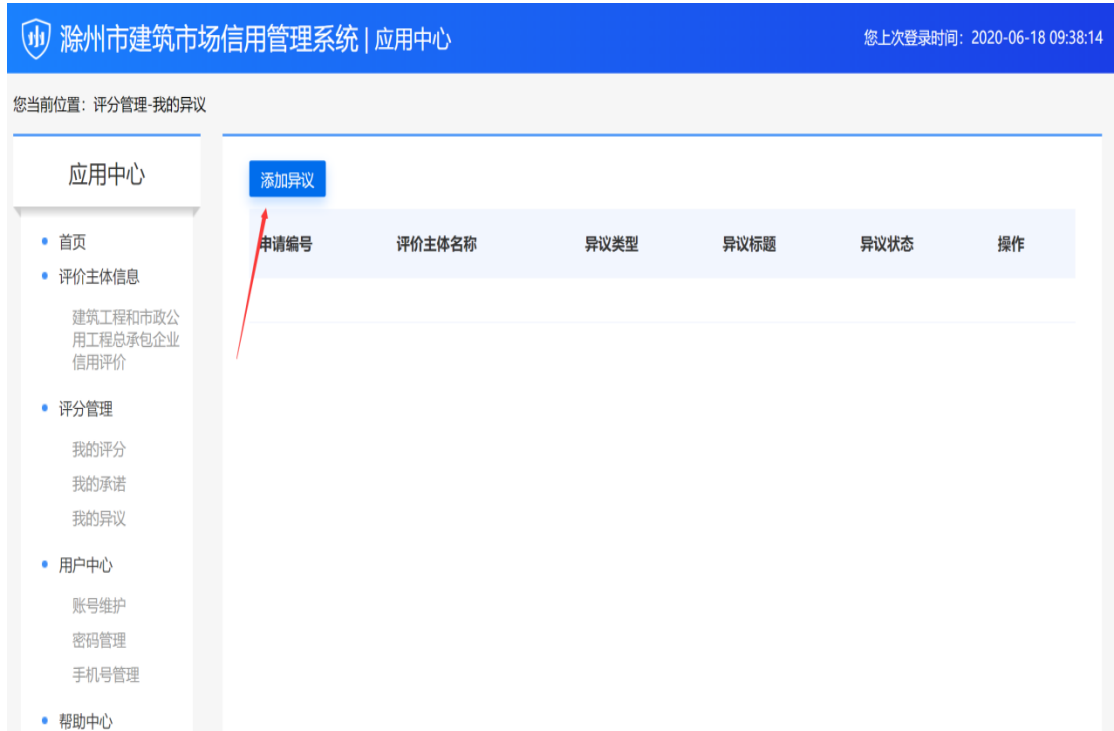 滁州市建筑市场信用管理系统 | 应用中心
您上次登录时间：2020-06-18 09:38:14
您当前位置：评分管理-我的异议
应用中心
首页
评价主体信息
建筑工程和市政公
用工程总承包企业
信用评价
评分管理
我的评分
我的承诺
我的异议
用户中心
账号维护
密码管理
手机号管理
帮助中心
添加异议
申请编号 评价主体名称 异议类型 异议标题 异议状态 操作